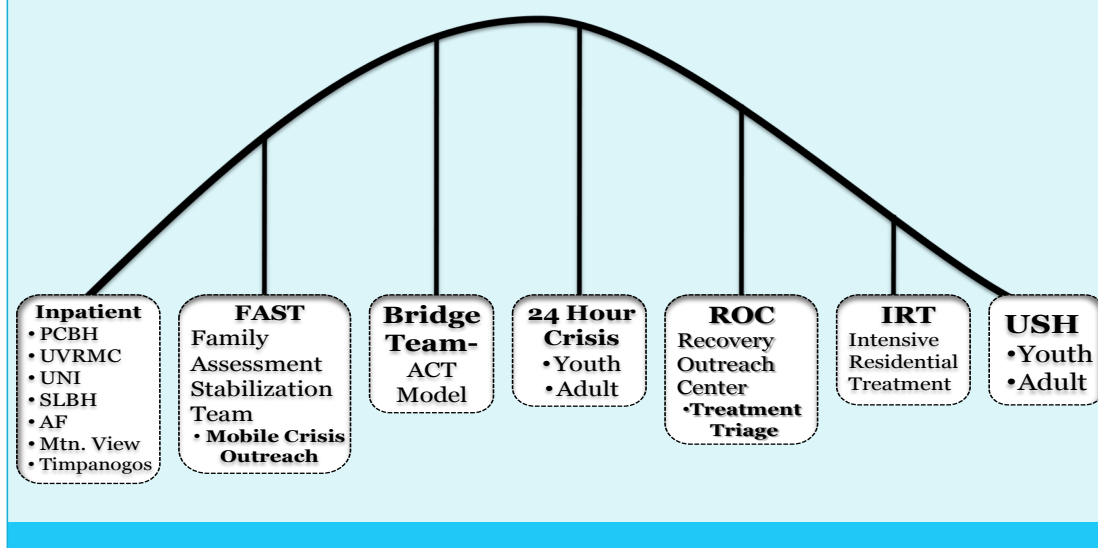 Inpatient
• PCBH
• UVRMC
• UNI
• SLBH
• AF
• Mtn. View
• Timpanogos
FAST
Family
Assessment
Stabilization
Team
• Mobile Crisis
Outreach
Bridge
Team-
ACT
Model
24 Hour
Crisis
• Youth
• Adult
ROC
Recovery
Outreach
Center
• Treatment
Triage
IRT
Intensive
Residential
Treatment
USH
• Youth
• Adult